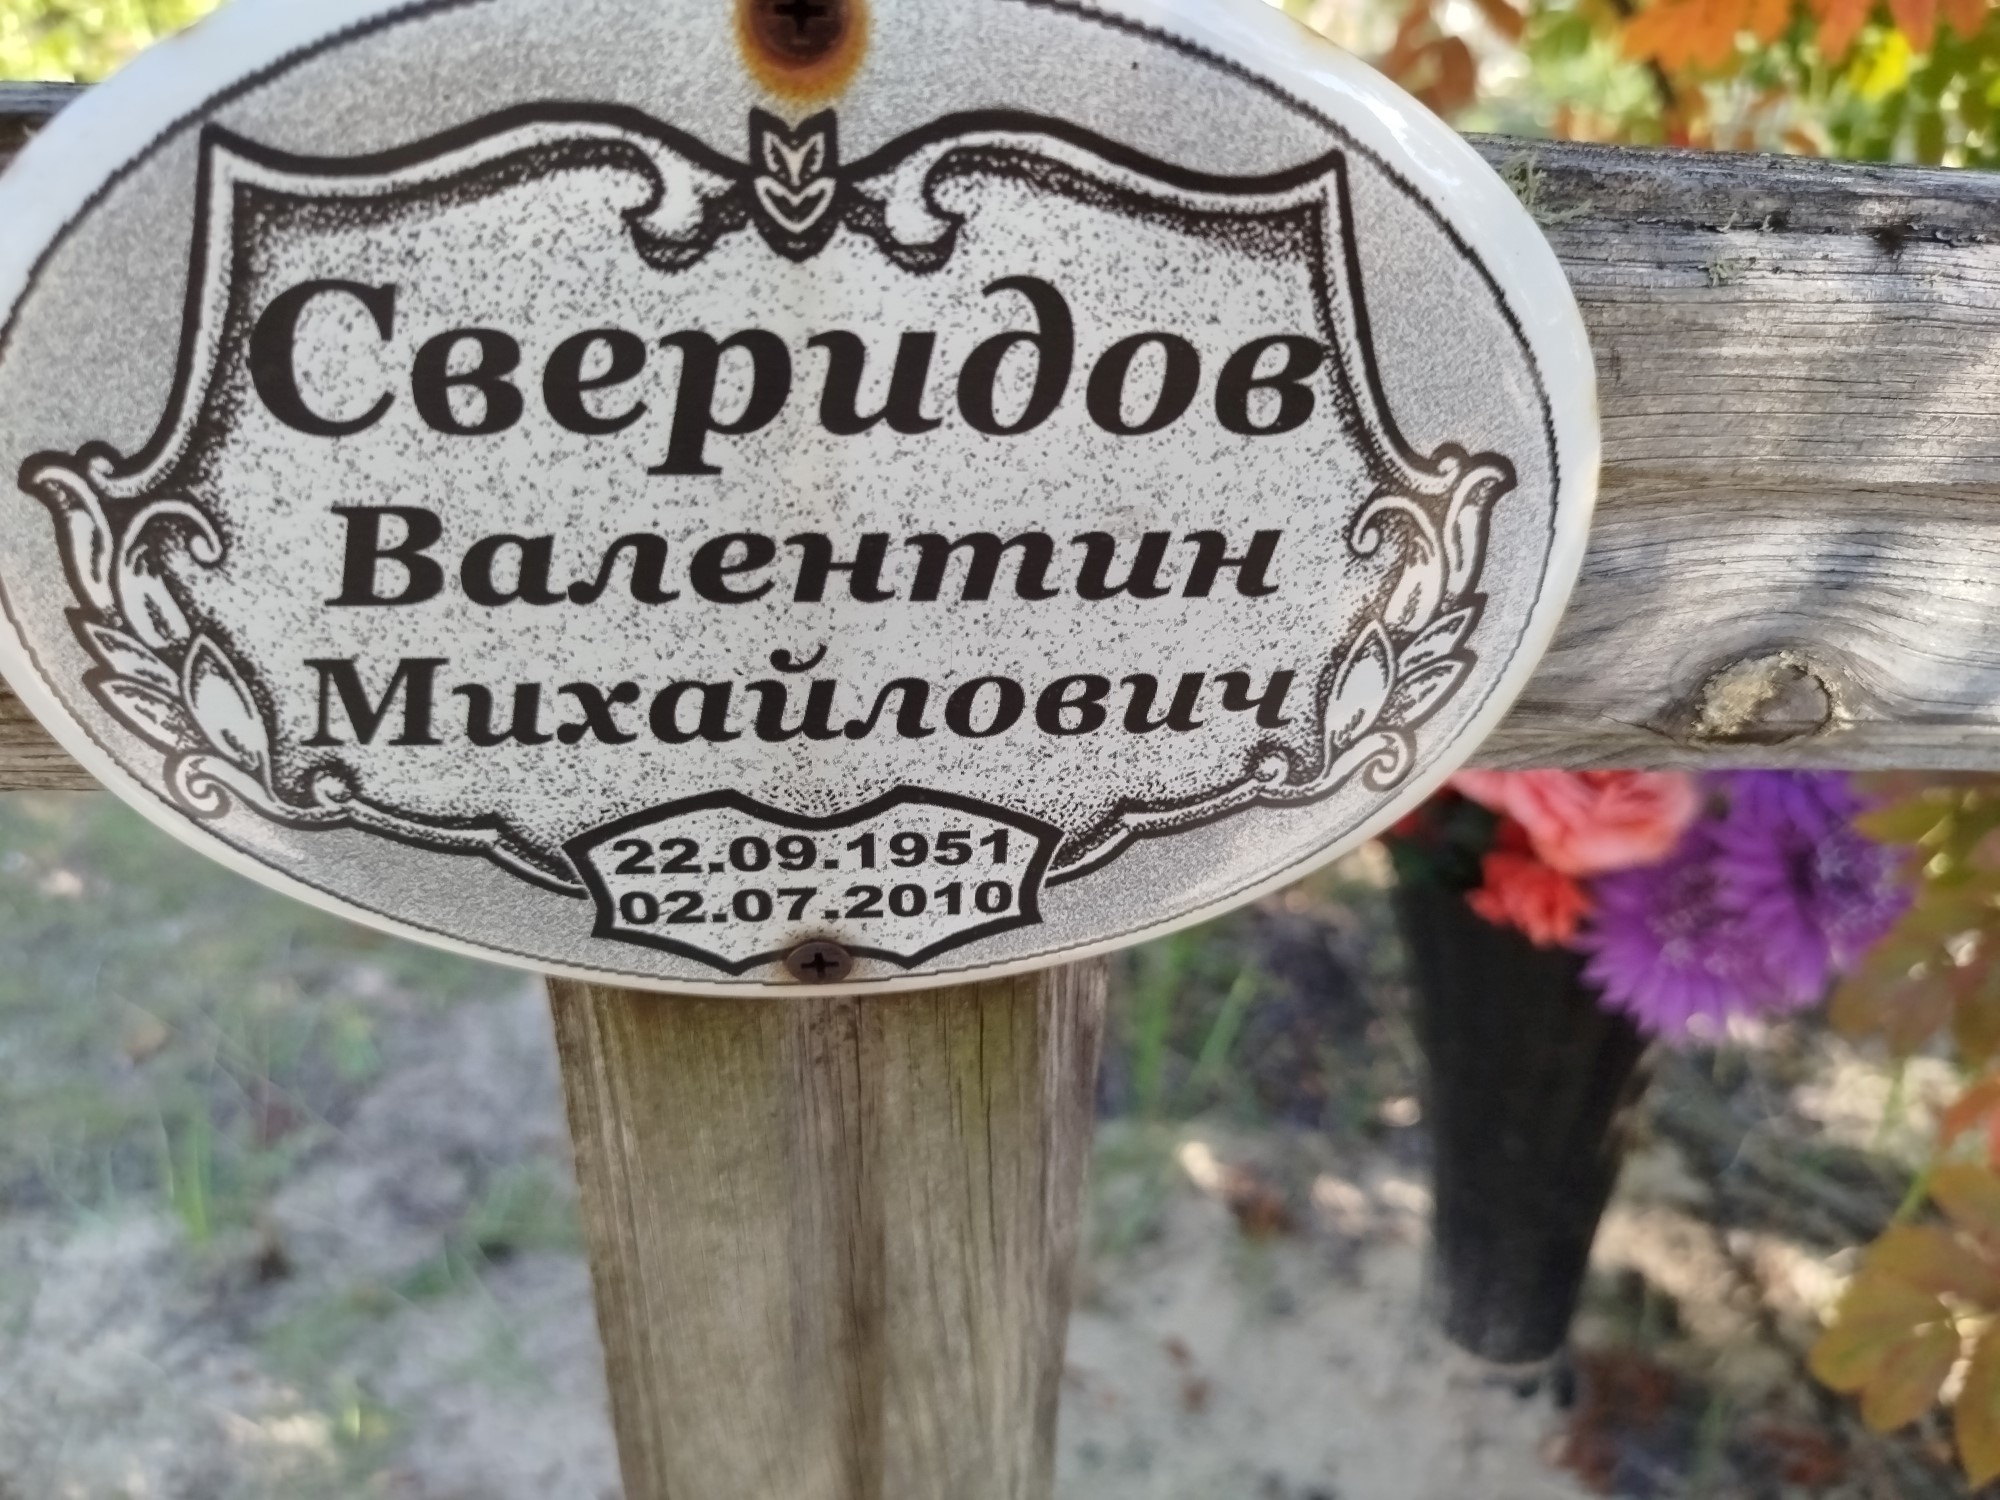 Сверидов
Валентин
Михайлович
22.09.1951
02.07.2010